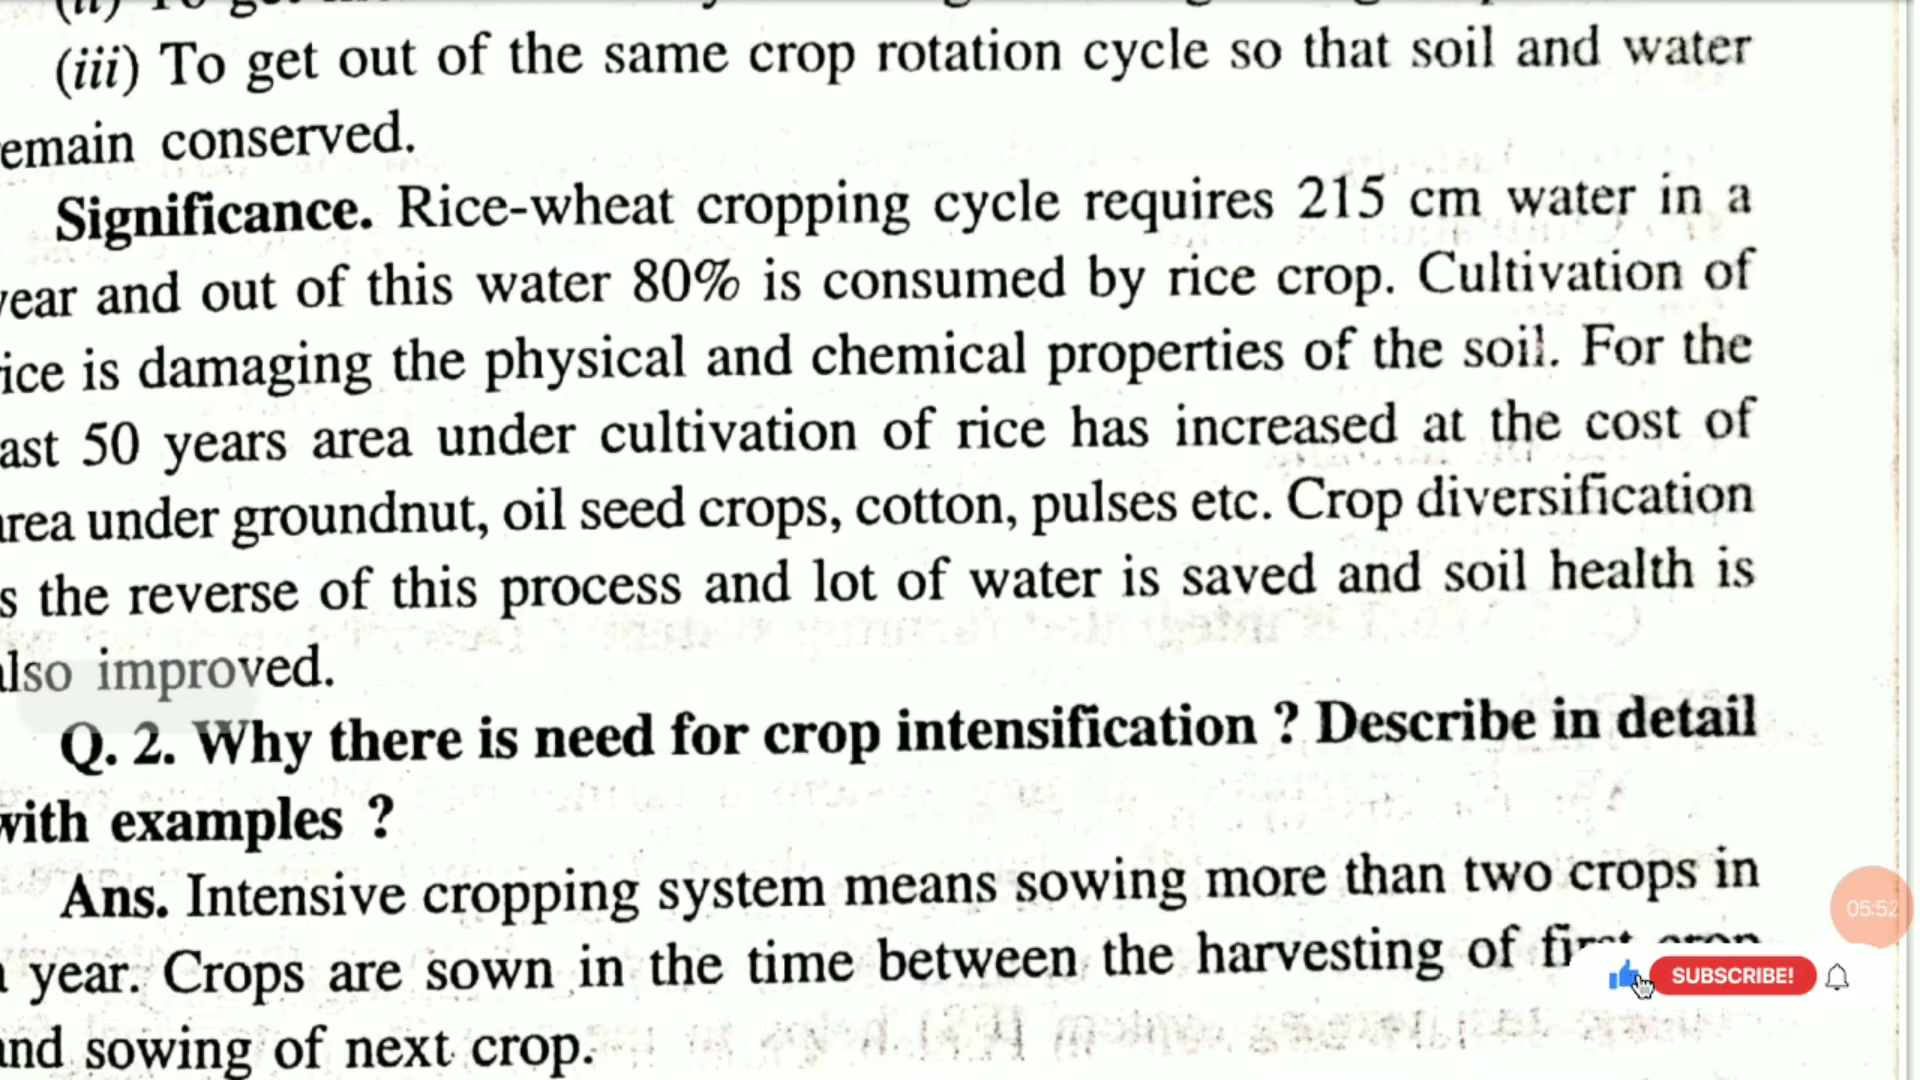 (iii) To get out of the same crop rotation cycle so that soil and water
emain conserved.
Significance. Rice-wheat cropping cycle requires 215 cm water in a
year and out of this water 80% is consumed by rice crop. Cultivation of
ice is damaging the physical and chemical properties of the soil. For the
ast 50 years area under cultivation of rice has increased at the cost of
area under groundnut, oil seed crops, cotton, pulses etc. Crop diversification
s the reverse of this process and lot of water is saved and soil health is
also improved.
Q. 2. Why there is need for crop intensification ? Describe in detail
with examples ?
Ans. Intensive cropping system means sowing more than two crops in
a year. Crops are sown in the time between the harvesting of first crop
and sowing of next crop.
05:52
SUBSCRIBE!